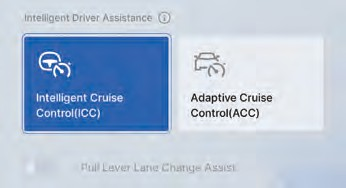 Intelligent Driver Assistance ⓘ
Intelligent Cruise
Control(ICC)
Adaptive Cruise
Control(ACC)
Pull Lever Lane Change Assist